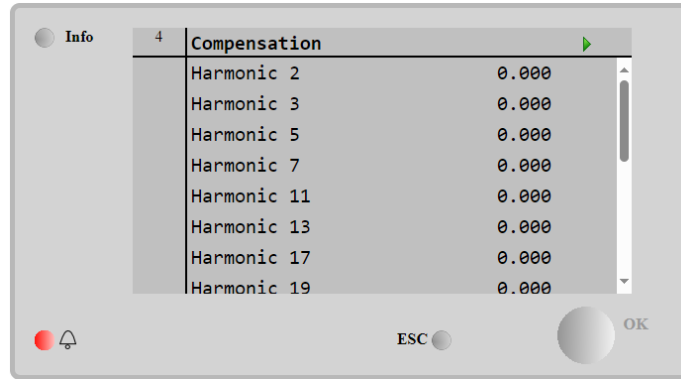 Info
4 Compensation
Harmonic 2 0.000
Harmonic 3 0.000
Harmonic 5 0.000
Harmonic 7 0.000
Harmonic 11 0.000
Harmonic 13 0.000
Harmonic 17 0.000
Harmonic 19 0.000
ESC
OK